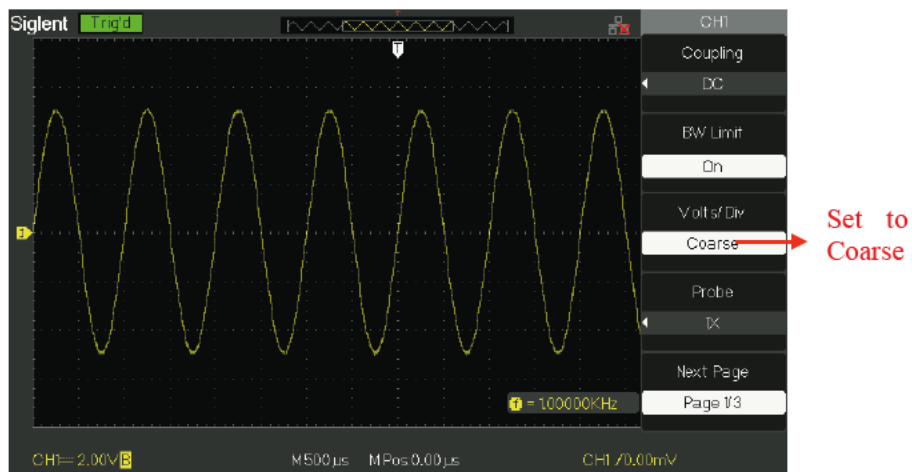 Siglent Trig'd
T
T
CH1
Coupling
DC
BW Limit
On
Volts/Div
Coarse
Set to
Coarse
Probe
1X
Next Page
Page 1/3
1
f = 1.00000KHz
CH1 2.00V B
M 500µs M Pos:0.00µs
CH1 / 0.00mV